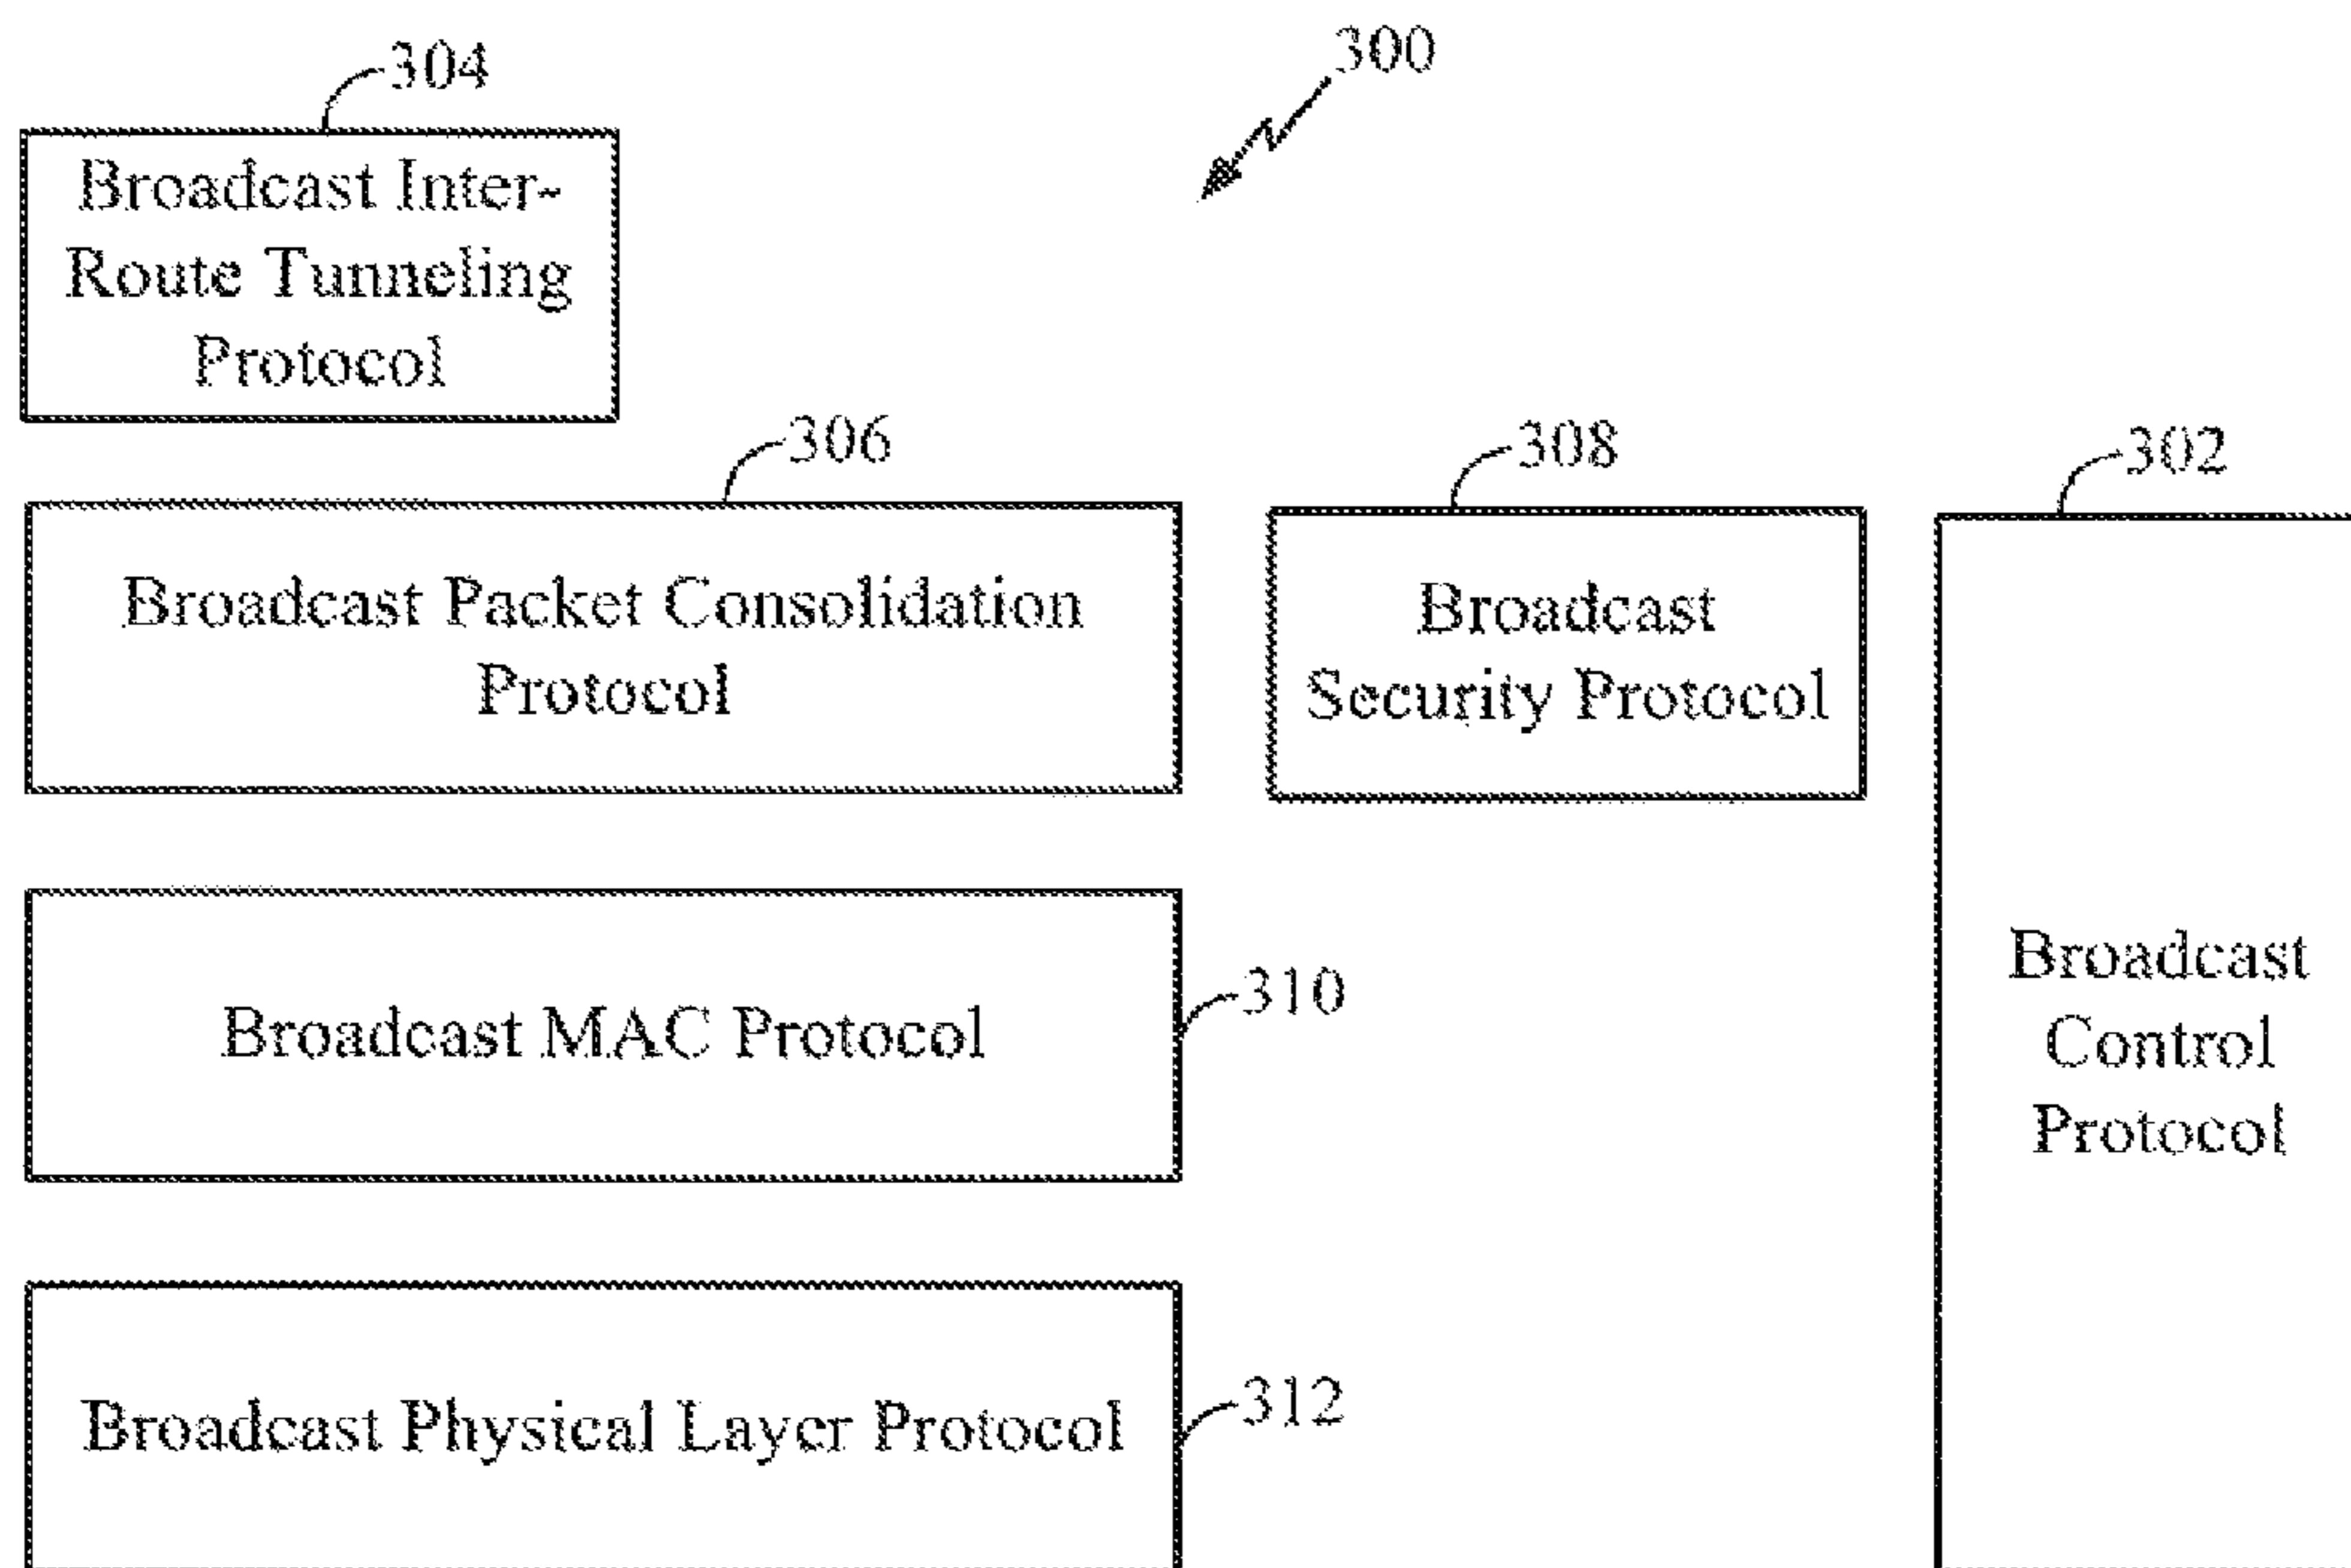 304
300
Broadcast Inter-
Route Tunneling
Protocol
306
308
302
Broadcast Packet Consolidation
Protocol
Broadcast
Security Protocol
Broadcast MAC Protocol
310
Broadcast
Control
Protocol
Broadcast Physical Layer Protocol
312